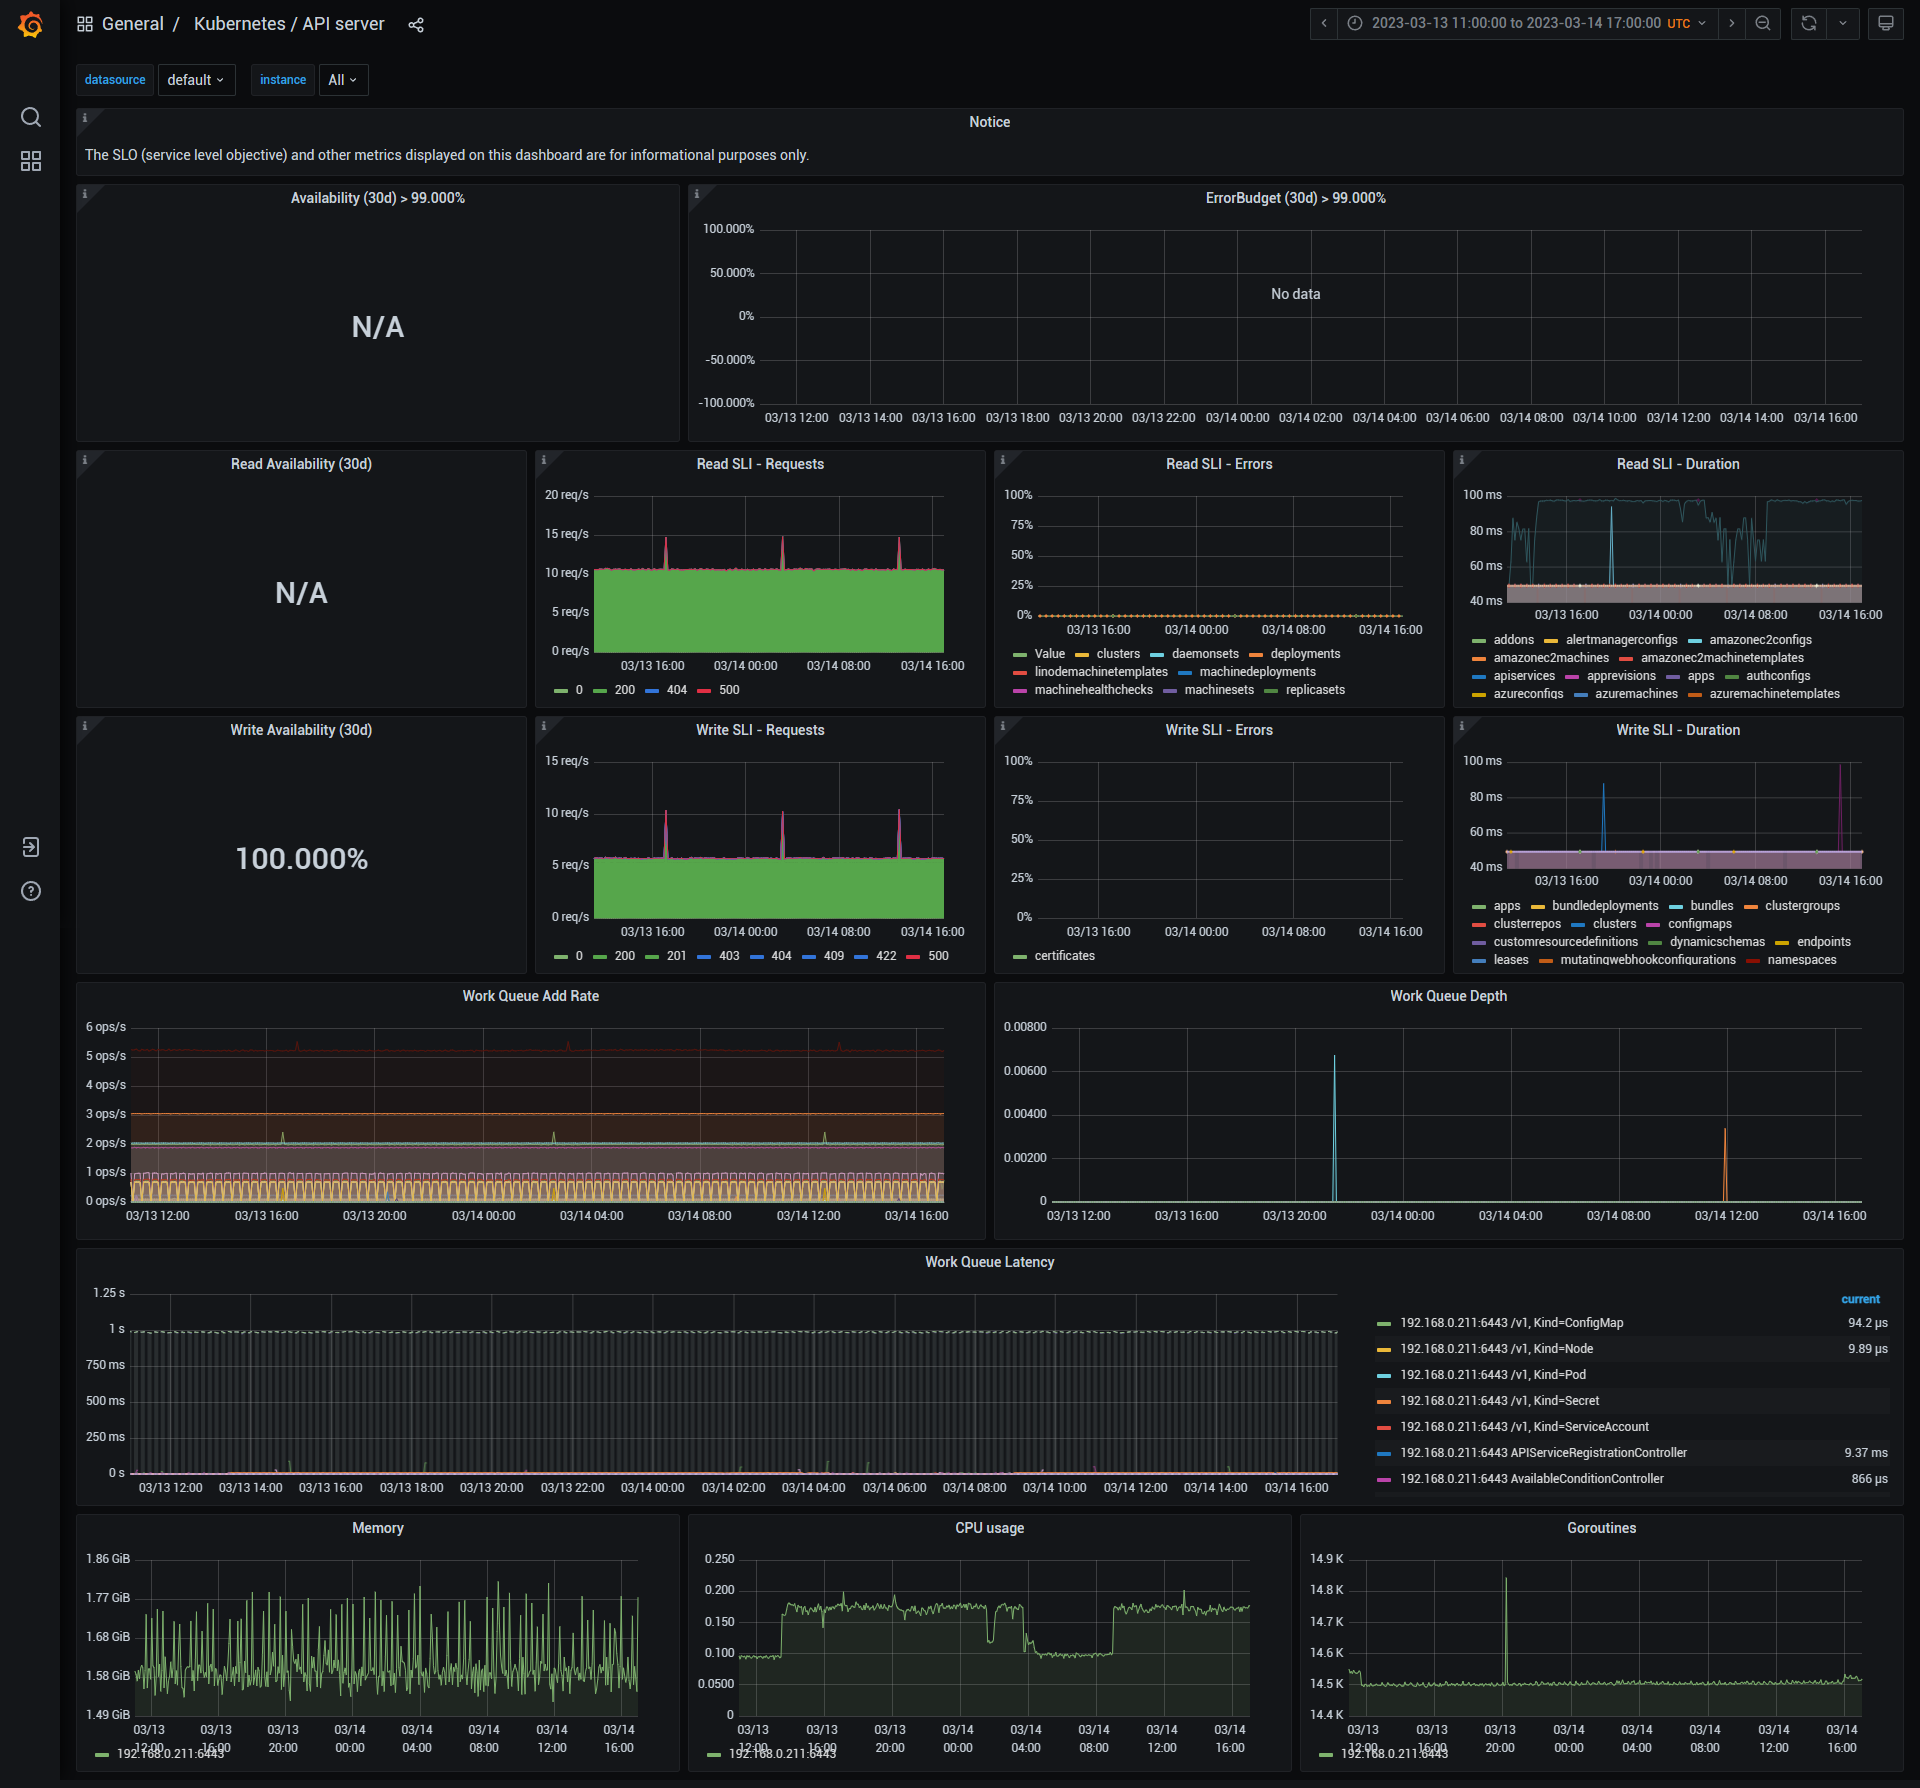 General / Kubernetes / API server
2023-03-13 11:00:00 to 2023-03-14 17:00:00 UTC
datasource default instance All
Notice
The SLO (service level objective) and other metrics displayed on this dashboard are for informational purposes only.
Availability (30d) > 99.000%
N/A
ErrorBudget (30d) > 99.000%
100.000%
50.000%
0%
-50.000%
-100.000%
No data
03/13 12:00 03/13 14:00 03/13 16:00 03/13 18:00 03/13 20:00 03/13 22:00 03/14 00:00 03/14 02:00 03/14 04:00 03/14 06:00 03/14 08:00 03/14 10:00 03/14 12:00 03/14 14:00 03/14 16:00
Read Availability (30d)
N/A
Read SLI - Requests
20 req/s
15 req/s
10 req/s
5 req/s
0 req/s
03/13 16:00 03/14 00:00 03/14 08:00 03/14 16:00
0 200 404 500
Read SLI - Errors
100%
75%
50%
25%
0%
03/13 16:00 03/14 00:00 03/14 08:00 03/14 16:00
Value clusters daemonsets deployments
linodemachinetemplates machinedeployments
machinehealthchecks machinesets replicasets
Read SLI - Duration
100 ms
80 ms
60 ms
40 ms
03/13 16:00 03/14 00:00 03/14 08:00 03/14 16:00
addons alertmanagerconfigs amazonec2configs
amazonec2machines amazonec2machinetemplates
apiservices apprevisions apps authconfigs
azureconfigs azuremachines azuremachinetemplates
Write Availability (30d)
100.000%
Write SLI - Requests
15 req/s
10 req/s
5 req/s
0 req/s
03/13 16:00 03/14 00:00 03/14 08:00 03/14 16:00
0 200 201 403 404 409 422 500
Write SLI - Errors
100%
75%
50%
25%
0%
03/13 16:00 03/14 00:00 03/14 08:00 03/14 16:00
certificates
Write SLI - Duration
100 ms
80 ms
60 ms
40 ms
03/13 16:00 03/14 00:00 03/14 08:00 03/14 16:00
apps bundledeployments bundles clustergroups
clusterrepos clusters configmaps
customresourcedefinitions dynamicschemas endpoints
leases mutatingwebhookconfigurations namespaces
Work Queue Add Rate
6 ops/s
5 ops/s
4 ops/s
3 ops/s
2 ops/s
1 ops/s
0 ops/s
03/13 12:00 03/13 16:00 03/13 20:00 03/14 00:00 03/14 04:00 03/14 08:00 03/14 12:00 03/14 16:00
Work Queue Depth
0.00800
0.00600
0.00400
0.00200
0
03/13 12:00 03/13 16:00 03/13 20:00 03/14 00:00 03/14 04:00 03/14 08:00 03/14 12:00 03/14 16:00
Work Queue Latency
1.25 s
1 s
750 ms
500 ms
250 ms
0 s
03/13 12:00 03/13 14:00 03/13 16:00 03/13 18:00 03/13 20:00 03/13 22:00 03/14 00:00 03/14 02:00 03/14 04:00 03/14 06:00 03/14 08:00 03/14 10:00 03/14 12:00 03/14 14:00 03/14 16:00
current
192.168.0.211:6443 /v1, Kind=ConfigMap 94.2 µs
192.168.0.211:6443 /v1, Kind=Node 9.89 µs
192.168.0.211:6443 /v1, Kind=Pod
192.168.0.211:6443 /v1, Kind=Secret
192.168.0.211:6443 /v1, Kind=ServiceAccount
192.168.0.211:6443 APIServiceRegistrationController 9.37 ms
192.168.0.211:6443 AvailableConditionController 866 µs
Memory
1.86 GiB
1.77 GiB
1.68 GiB
1.58 GiB
1.49 GiB
03/13 03/13 03/13 03/14 03/14 03/14 03/14 03/14
12:00 16:00 20:00 00:00 04:00 08:00 12:00 16:00
192.168.0.211:6443
CPU usage
0.250
0.200
0.150
0.100
0.0500
0
03/13 03/13 03/13 03/14 03/14 03/14 03/14 03/14
12:00 16:00 20:00 00:00 04:00 08:00 12:00 16:00
192.168.0.211:6443
Goroutines
14.9 K
14.8 K
14.7 K
14.6 K
14.5 K
14.4 K
03/13 03/13 03/13 03/14 03/14 03/14 03/14 03/14
12:00 16:00 20:00 00:00 04:00 08:00 12:00 16:00
192.168.0.211:6443